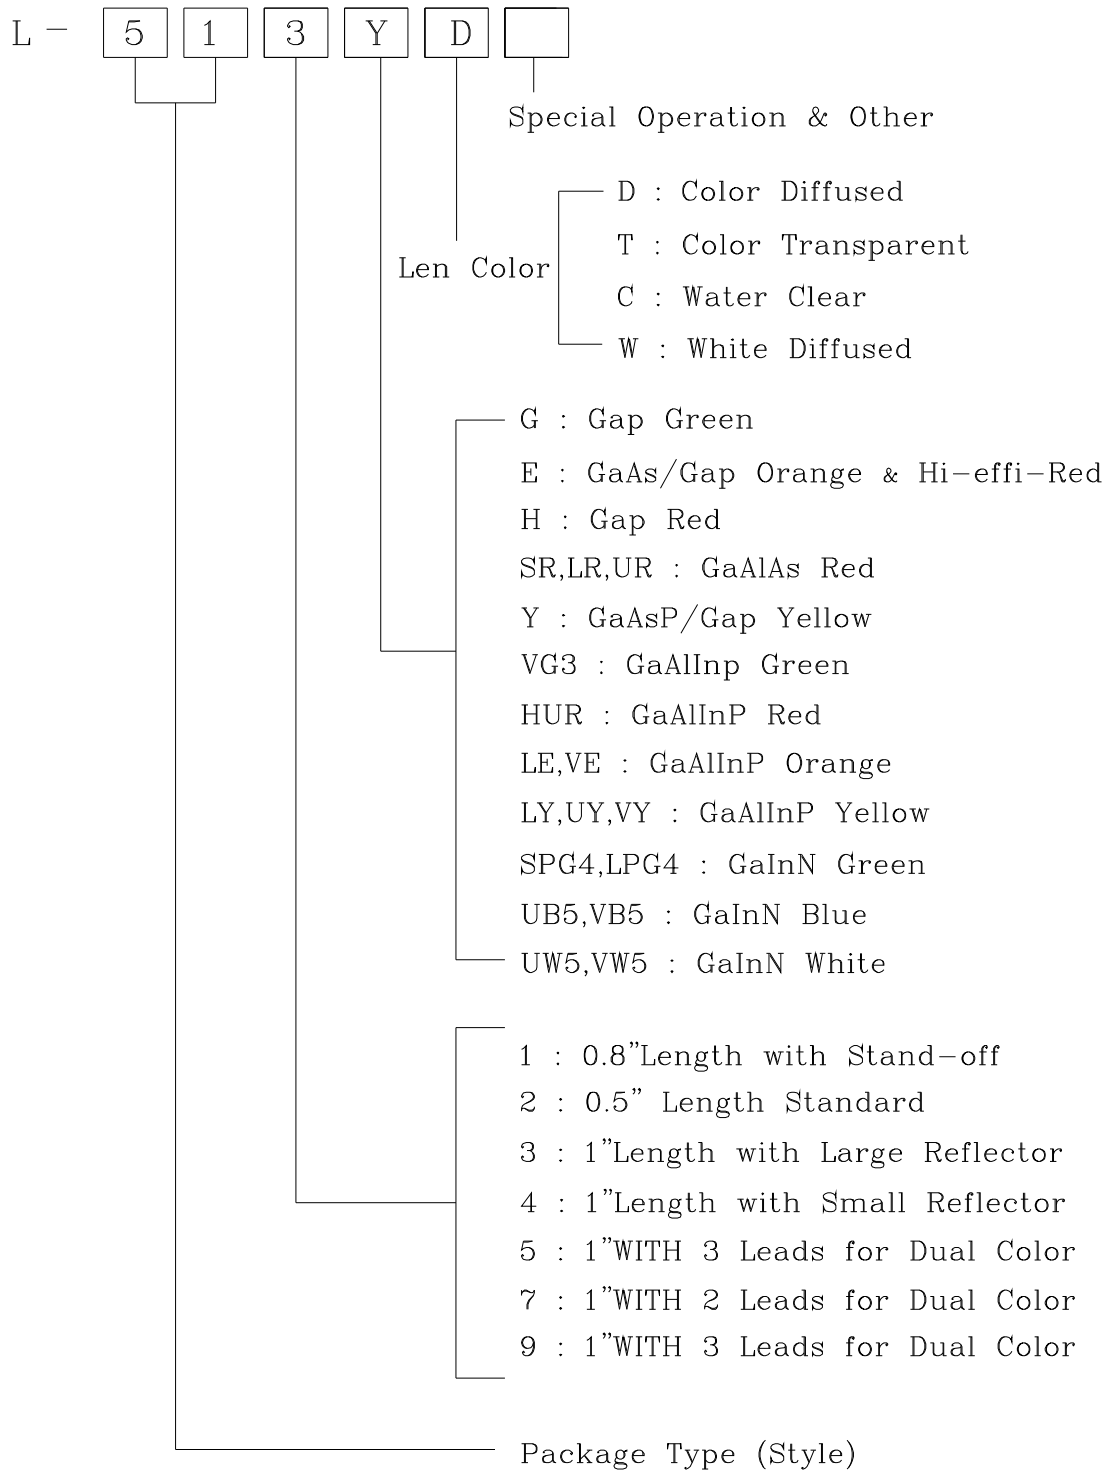 L- 5 1 3 Y D
Special Operation & Other
D : Color Diffused
T : Color Transparent
Len Color
C : Water Clear
W : White Diffused
G : Gap Green
E : GaAs/Gap Orange & Hi-effi-Red
H : Gap Red
SR,LR,UR : GaAlAs Red
Y : GaAsP/Gap Yellow
VG3 : GaAlInp Green
HUR : GaAlInP Red
LE,VE : GaAlInP Orange
LY,UY,VY : GaAlInP Yellow
SPG4,LPG4 : GaInN Green
UB5,VB5 : GaInN Blue
UW5,VW5 : GaInN White
1 : 0.8"Length with Stand-off
2 : 0.5" Length Standard
3 : 1"Length with Large Reflector
4 : 1"Length with Small Reflector
5 : 1"WITH 3 Leads for Dual Color
7 : 1"WITH 2 Leads for Dual Color
9 : 1"WITH 3 Leads for Dual Color
Package Type (Style)